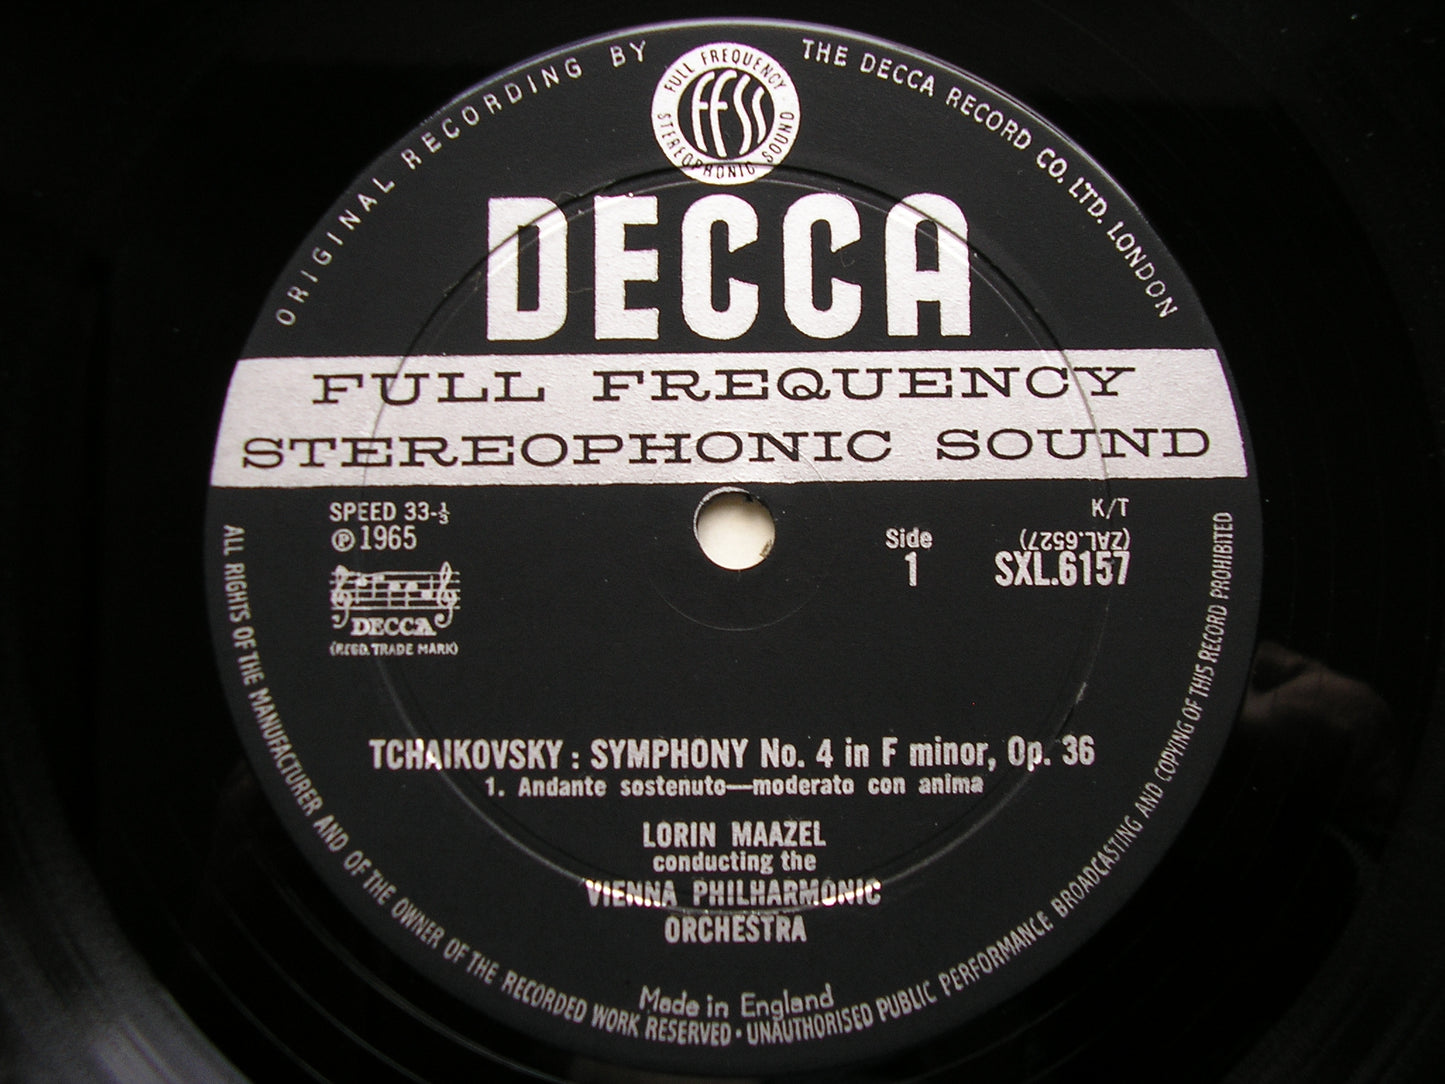 ORIGINAL RECORDING BY THE DECCA RECORD CO. LTD. LONDON
FULL FREQUENCY
ffss
STEREOPHONIC SOUND
DECCA
FULL FREQUENCY
STEREOPHONIC SOUND
SPEED 33-⅓
Ⓟ 1965
DECCA
(REGD. TRADE MARK)
Side
1
K/T
(ZAL.6527)
SXL.6157
TCHAIKOVSKY : SYMPHONY No. 4 in F minor, Op. 36
1. Andante sostenuto—moderato con anima
LORIN MAAZEL
conducting the
VIENNA PHILHARMONIC
ORCHESTRA
Made in England
ALL RIGHTS OF THE MANUFACTURER AND OF THE OWNER OF THE RECORDED WORK RESERVED · UNAUTHORISED PUBLIC PERFORMANCE BROADCASTING AND COPYING OF THIS RECORD PROHIBITED